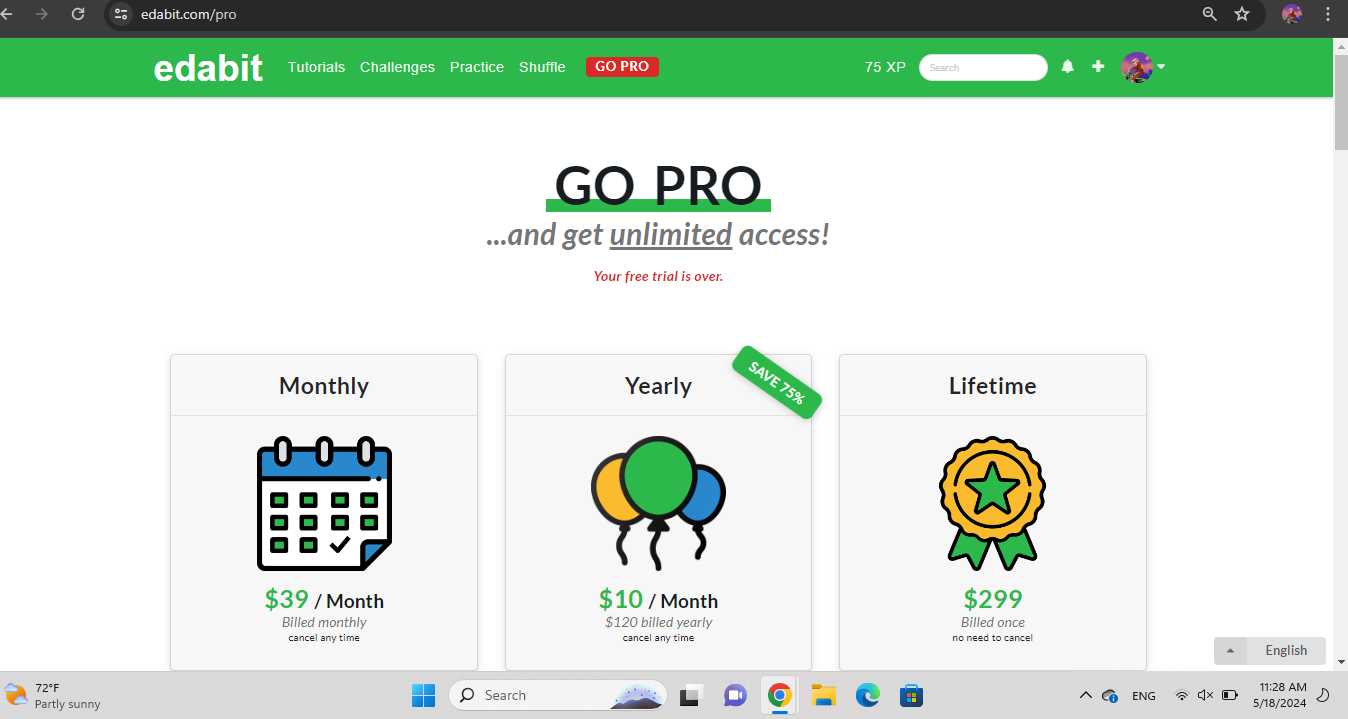 edabit.com/pro
edabit Tutorials Challenges Practice Shuffle GO PRO 75 XP Search
GO PRO
...and get unlimited access!
Your free trial is over.
Monthly
$39 / Month
Billed monthly
cancel any time
Yearly
SAVE 75%
$10 / Month
$120 billed yearly
cancel any time
Lifetime
$299
Billed once
no need to cancel
English
72°F
Partly sunny
Search
ENG
11:28 AM
5/18/2024